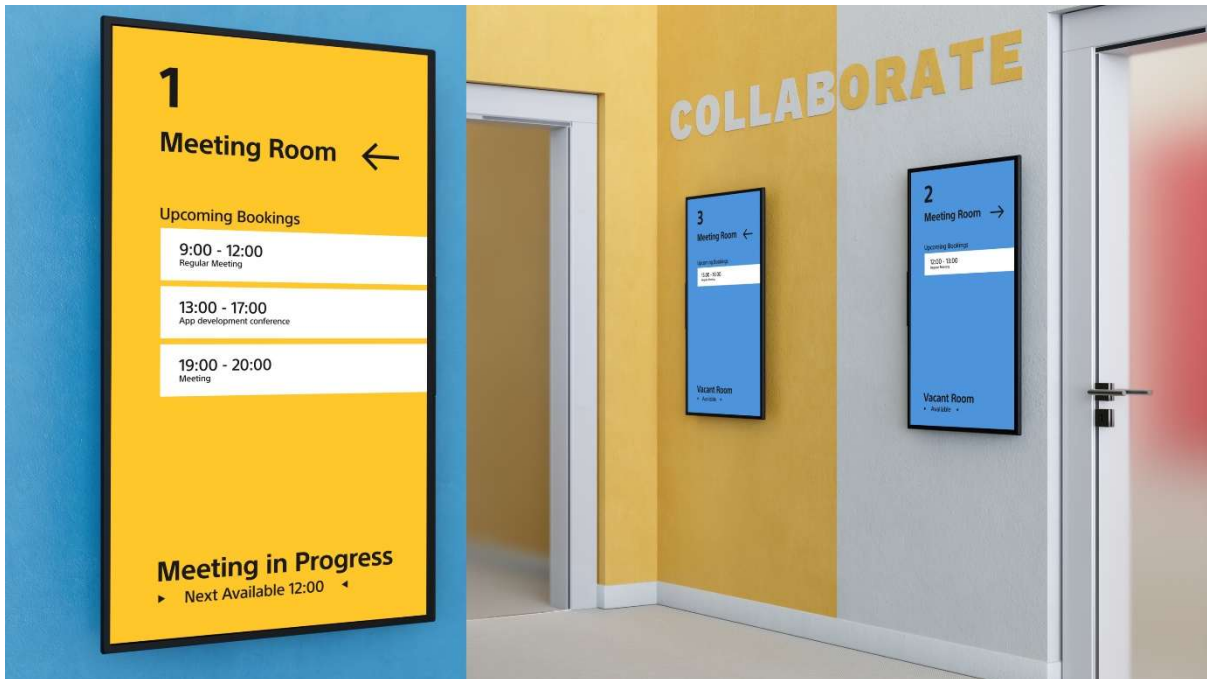 1
Meeting Room ←
Upcoming Bookings
9:00 - 12:00
Regular Meeting
13:00 - 17:00
App development conference
19:00 - 20:00
Meeting
Meeting in Progress
▸ Next Available 12:00 ◂
COLLABORATE
3
Meeting Room ←
Upcoming Bookings
Vacant Room
• Available •
2
Meeting Room →
Upcoming Bookings
12:00 - 13:00
Vacant Room
• Available •